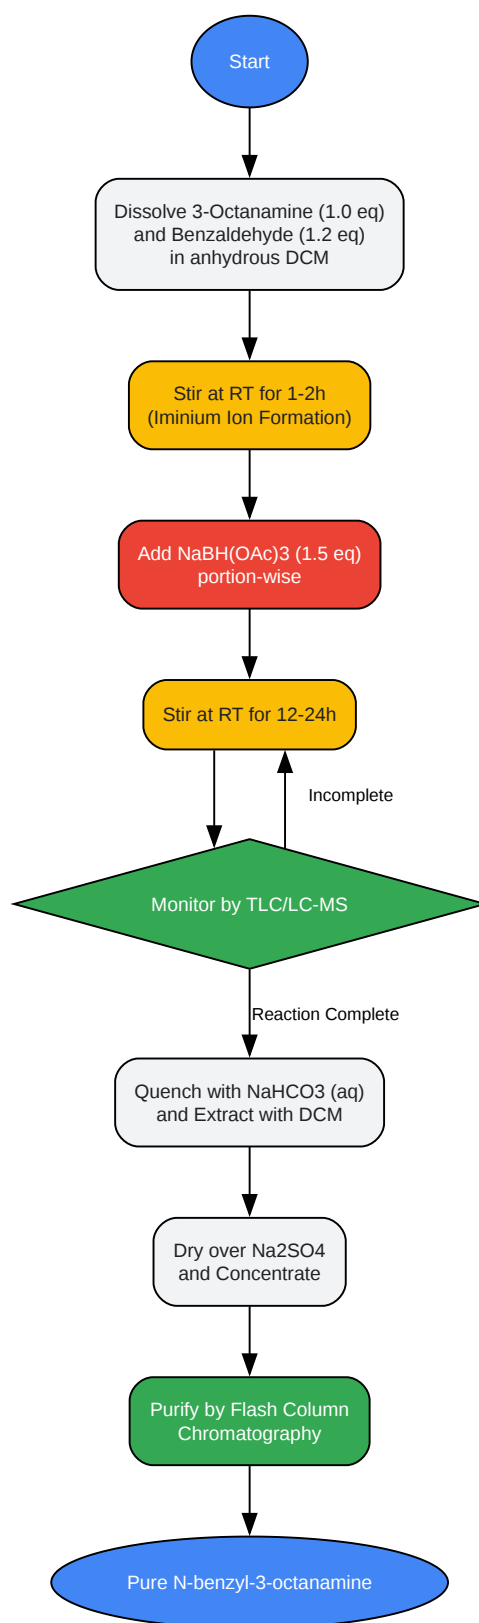 Start
Dissolve 3-Octanamine (1.0 eq)
and Benzaldehyde (1.2 eq)
in anhydrous DCM
Stir at RT for 1-2h
(Iminium Ion Formation)
Add NaBH(OAc)3 (1.5 eq)
portion-wise
Stir at RT for 12-24h
Incomplete
Monitor by TLC/LC-MS
Reaction Complete
Quench with NaHCO3 (aq)
and Extract with DCM
Dry over Na2SO4
and Concentrate
Purify by Flash Column
Chromatography
Pure N-benzyl-3-octanamine